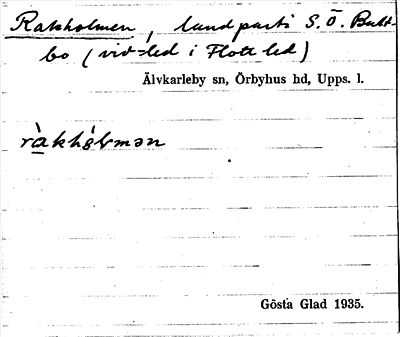 Rakholmen, landparti S.Ö. Butt-
bo (vid led i Flottled)
Älvkarleby sn, Örbyhus hd, Upps. l.
ràkhólmən
Gösta Glad 1935.